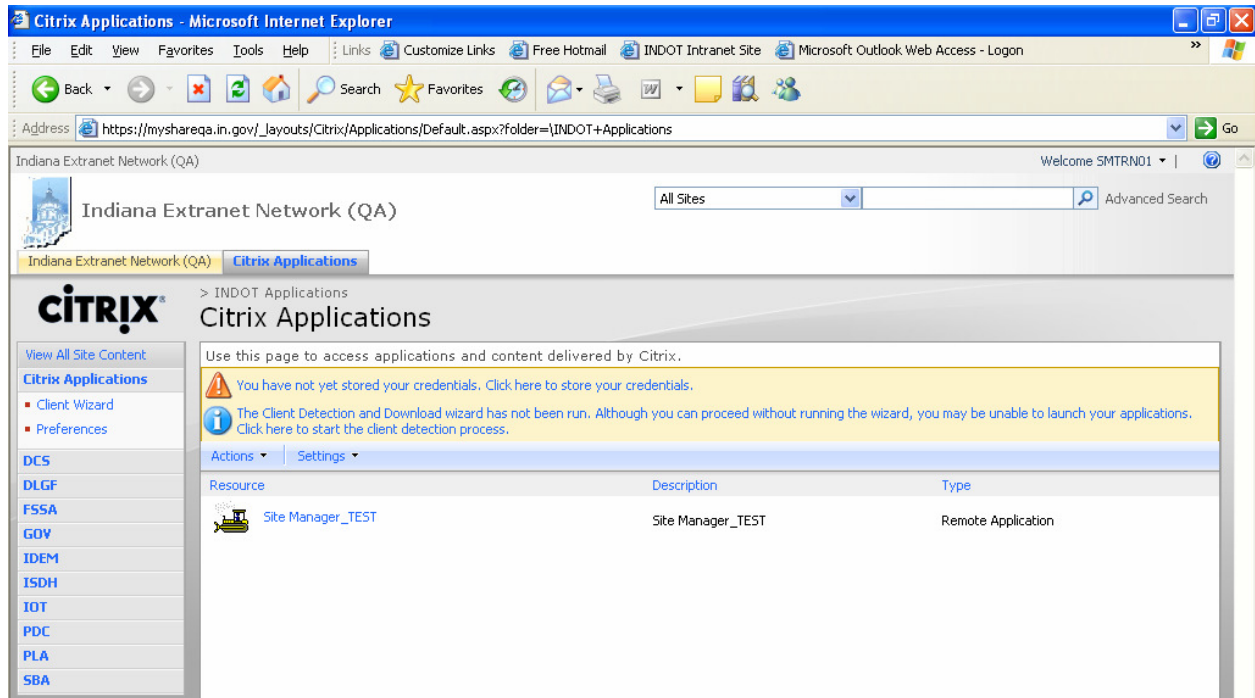 Citrix Applications - Microsoft Internet Explorer
File Edit View Favorites Tools Help Links Customize Links Free Hotmail INDOT Intranet Site Microsoft Outlook Web Access - Logon »
Back Search Favorites
Address https://myshareqa.in.gov/_layouts/Citrix/Applications/Default.aspx?folder=\INDOT+Applications Go
Indiana Extranet Network (QA) Welcome SMTRN01 |
Indiana Extranet Network (QA) All Sites Advanced Search
Indiana Extranet Network (QA) Citrix Applications
CITRIX® > INDOT Applications
Citrix Applications
View All Site Content Use this page to access applications and content delivered by Citrix.
Citrix Applications You have not yet stored your credentials. Click here to store your credentials.
Client Wizard The Client Detection and Download wizard has not been run. Although you can proceed without running the wizard, you may be unable to launch your applications.
Preferences Click here to start the client detection process.
DCS Actions Settings
DLGF Resource Description Type
FSSA Site Manager_TEST Site Manager_TEST Remote Application
GOV
IDEM
ISDH
IOT
PDC
PLA
SBA